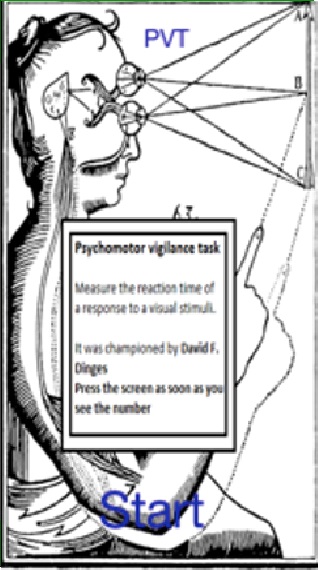 PVT
A
B
C
63.
Psychomotor vigilance task
Measure the reaction time of
a response to a visual stimuli.
It was championed by David F.
Dinges
Press the screen as soon as you
see the number
Start